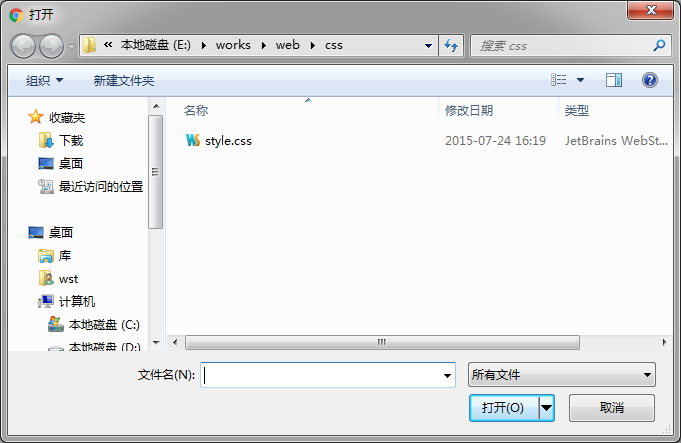 打开
« 本地磁盘 (E:) works web css
搜索 css
组织 新建文件夹
名称 修改日期 类型
收藏夹
下载
桌面
最近访问的位置
桌面
库
wst
计算机
本地磁盘 (C:)
本地磁盘 (D:)
style.css 2015-07-24 16:19 JetBrains WebSt...
文件名(N): 所有文件
打开(O) 取消